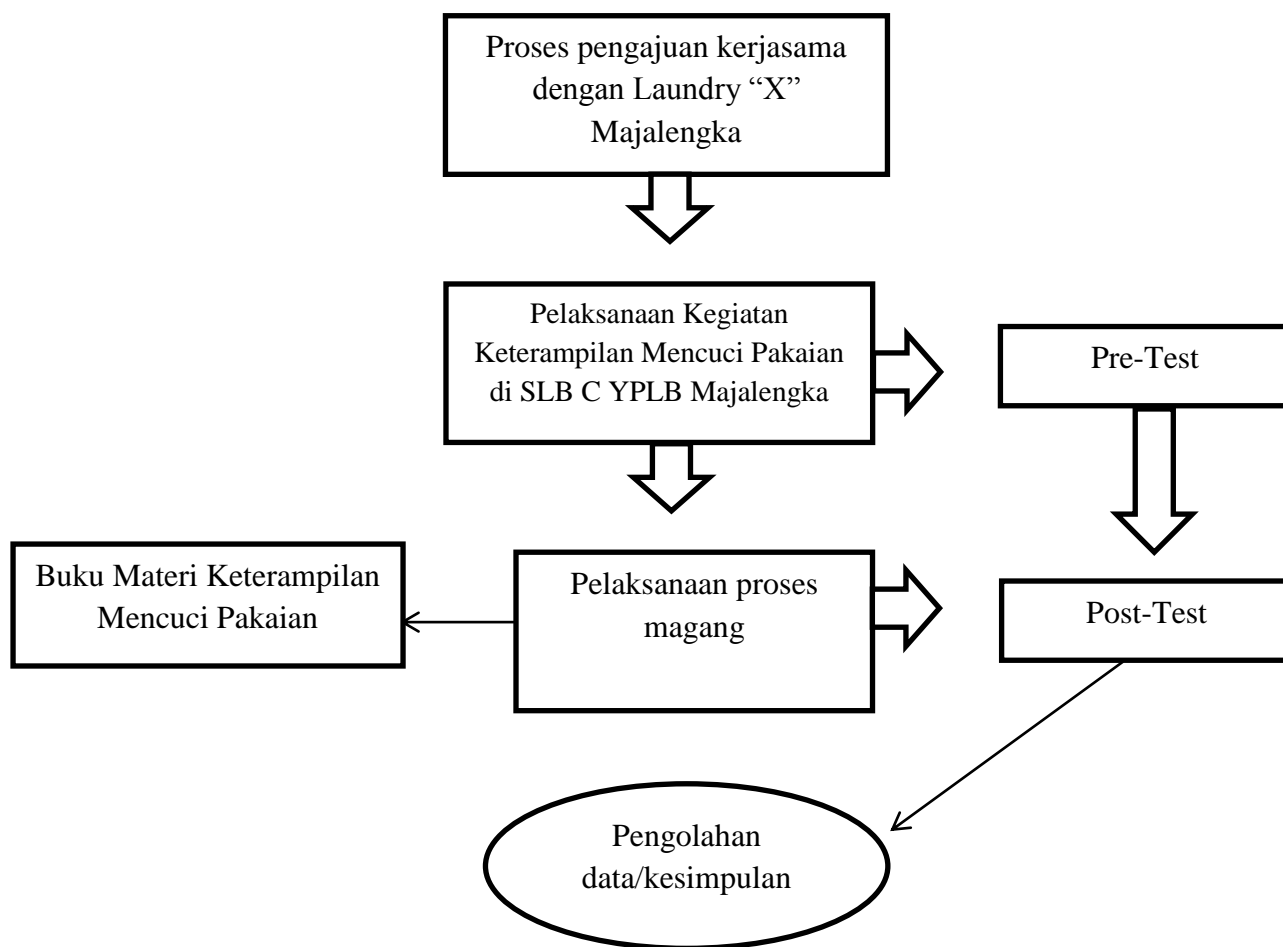 Proses pengajuan kerjasama
dengan Laundry “X”
Majalengka
Pelaksanaan Kegiatan
Keterampilan Mencuci Pakaian
di SLB C YPLB Majalengka
Pre-Test
Buku Materi Keterampilan
Mencuci Pakaian
Pelaksanaan proses
magang
Post-Test
Pengolahan
data/kesimpulan